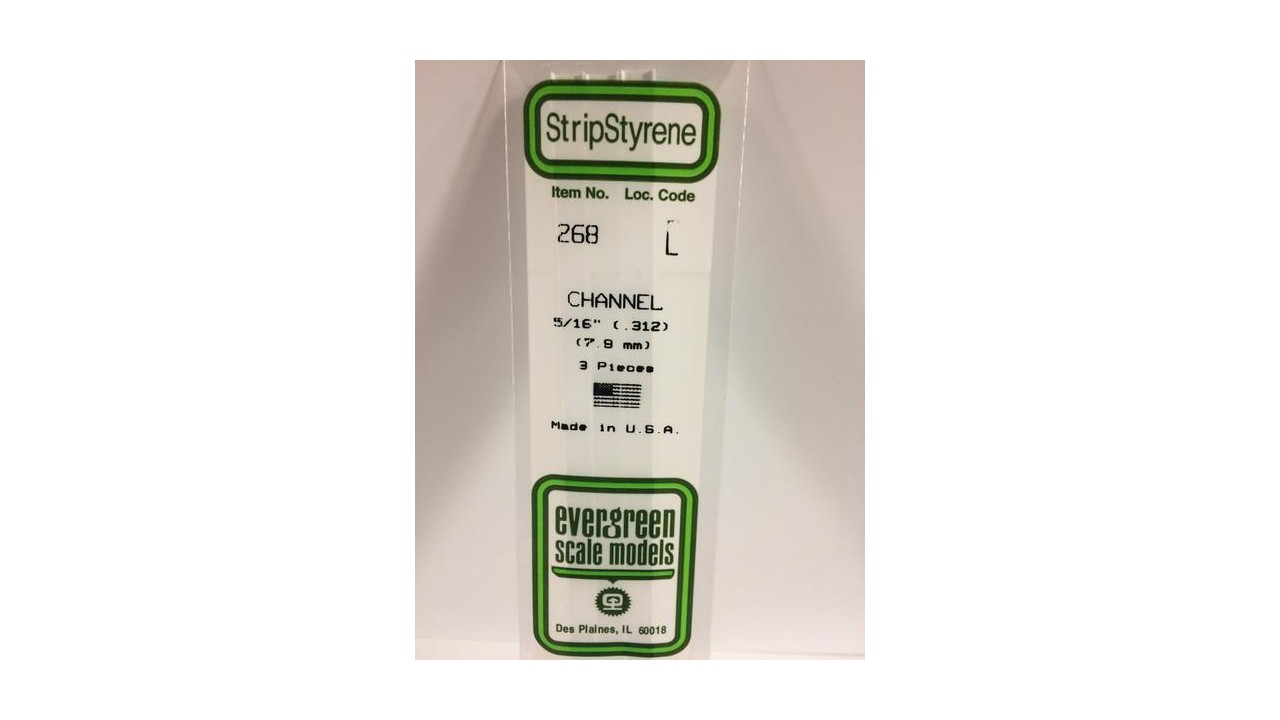 StripStyrene
Item No. Loc. Code
268 L
CHANNEL
5/16" (.312)
(7.9 mm)
3 Pieces
Made in U.S.A.
evergreen
scale models
Des Plaines, IL 60018